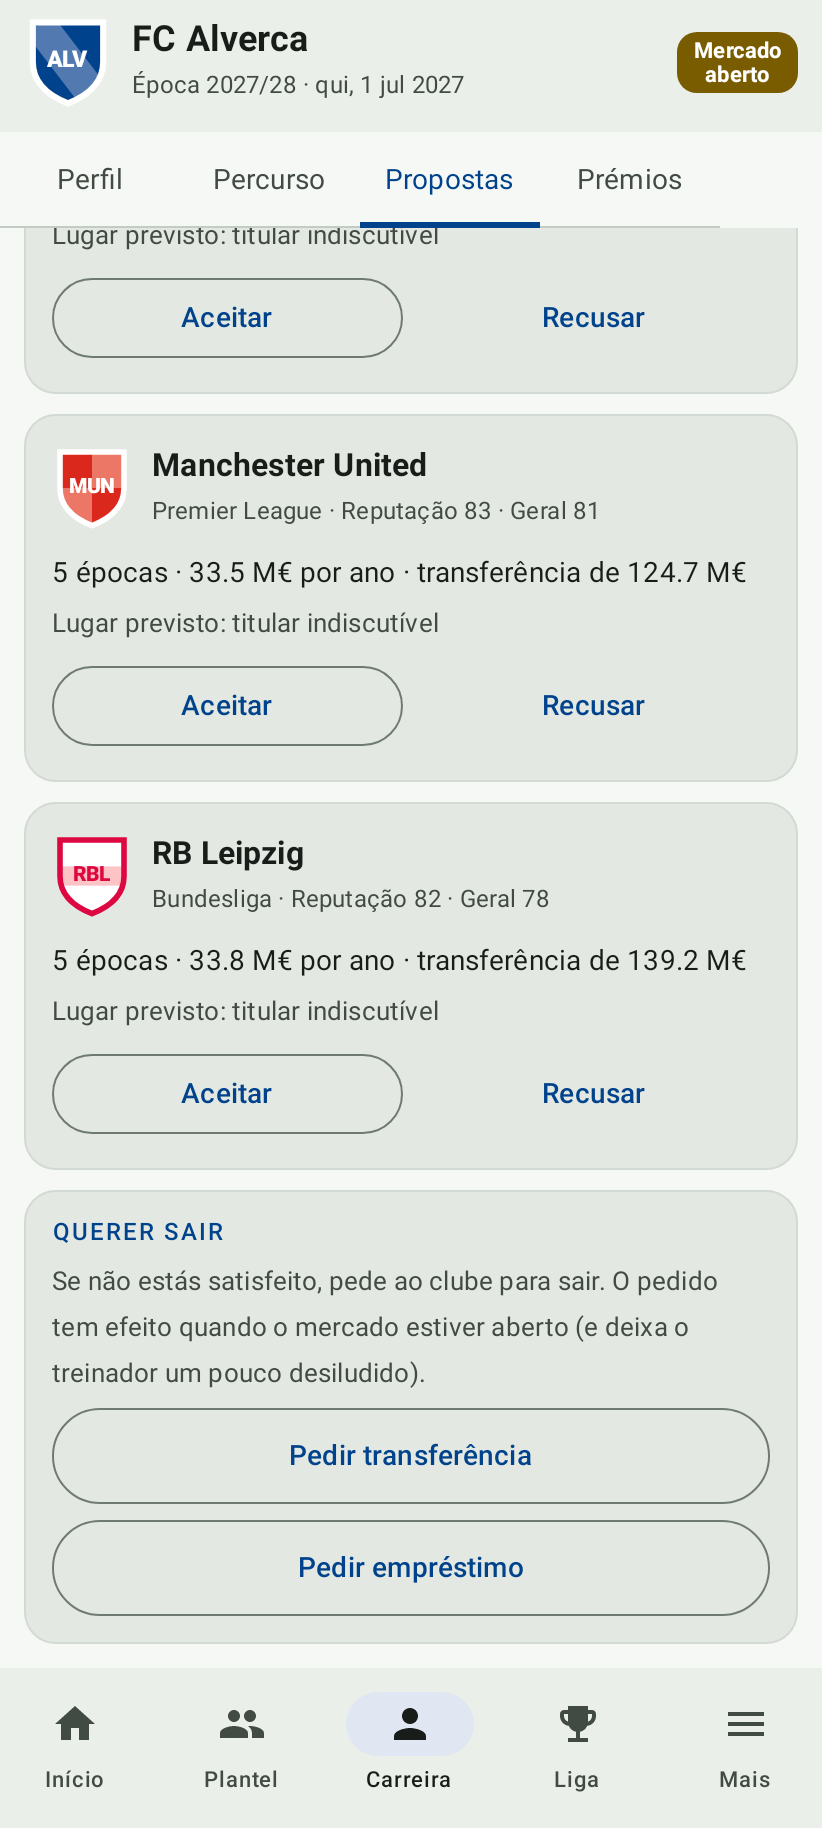 ALV
FC Alverca
Época 2027/28 · qui, 1 jul 2027
Mercado
aberto
Perfil
Percurso
Propostas
Prémios
Lugar previsto: titular indiscutível
Aceitar
Recusar
MUN
Manchester United
Premier League · Reputação 83 · Geral 81
5 épocas · 33.5 M€ por ano · transferência de 124.7 M€
Lugar previsto: titular indiscutível
Aceitar
Recusar
RBL
RB Leipzig
Bundesliga · Reputação 82 · Geral 78
5 épocas · 33.8 M€ por ano · transferência de 139.2 M€
Lugar previsto: titular indiscutível
Aceitar
Recusar
QUERER SAIR
Se não estás satisfeito, pede ao clube para sair. O pedido
tem efeito quando o mercado estiver aberto (e deixa o
treinador um pouco desiludido).
Pedir transferência
Pedir empréstimo
Início
Plantel
Carreira
Liga
Mais